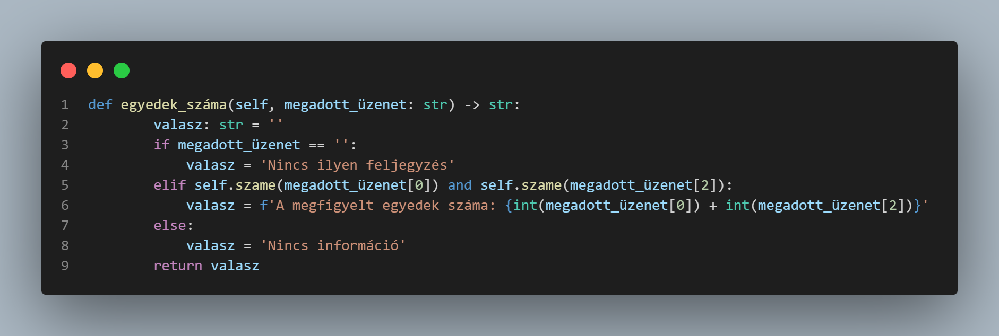 1 def egyedek_száma(self, megadott_üzenet: str) -> str:
2 valasz: str = ''
3 if megadott_üzenet == '':
4 valasz = 'Nincs ilyen feljegyzés'
5 elif self.szame(megadott_üzenet[0]) and self.szame(megadott_üzenet[2]):
6 valasz = f'A megfigyelt egyedek száma: {int(megadott_üzenet[0]) + int(megadott_üzenet[2])}'
7 else:
8 valasz = 'Nincs információ'
9 return valasz